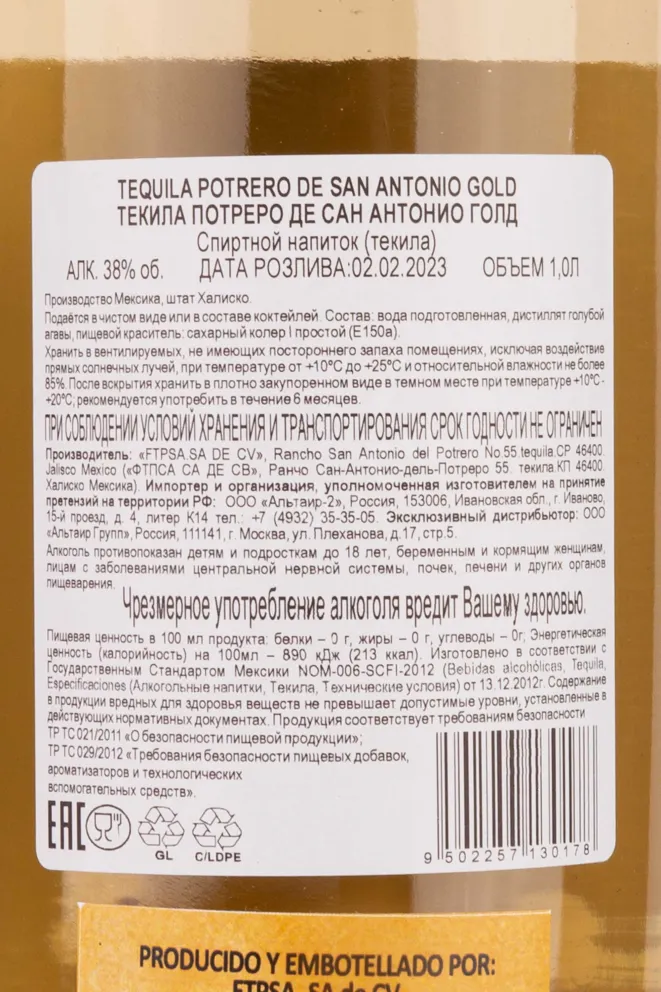 TEQUILA POTRERO DE SAN ANTONIO GOLD
ТЕКИЛА ПОТРЕРО ДЕ САН АНТОНИО ГОЛД
Спиртной напиток (текила)
АЛК. 38% об. ДАТА РОЗЛИВА:02.02.2023 ОБЪЕМ 1,0Л
Производство Мексика, штат Халиско.
Подаётся в чистом виде или в составе коктейлей. Состав: вода подготовленная, дистиллят голубой
агавы, пищевой краситель: сахарный колер I простой (Е150а).
Хранить в вентилируемых, не имеющих постороннего запаха помещениях, исключая воздействие
прямых солнечных лучей, при температуре от +10°С до +25°С и относительной влажности не более
85%. После вскрытия хранить в плотно закупоренном виде в темном месте при температуре +10°С-
+20°С, рекомендуется употребить в течение 6 месяцев.
ПРИ СОБЛЮДЕНИИ УСЛОВИЙ ХРАНЕНИЯ И ТРАНСПОРТИРОВАНИЯ СРОК ГОДНОСТИ НЕ ОГРАНИЧЕН
Производитель: «FTPSA.SA DE CV», Rancho San Antonio del Potrero No.55 tequila.CP 46400.
Jalisco Mexico («ФТПСА СА ДЕ СВ», Ранчо Сан-Антонио-дель-Потреро 55. текила.КП 46400.
Халиско Мексика). Импортер и организация, уполномоченная изготовителем на принятие
претензий на территории РФ: ООО «Альтаир-2», Россия, 153006, Ивановская обл., г. Иваново,
15-й проезд, д. 4, литер К14 тел.: +7 (4932) 35-35-05. Эксклюзивный дистрибьютор: ООО
«Альтаир Групп», Россия, 111141, г. Москва, ул. Плеханова, д.17, стр.5.
Алкоголь противопоказан детям и подросткам до 18 лет, беременным и кормящим женщинам,
лицам с заболеваниями центральной нервной системы, почек, печени и других органов
пищеварения.
Чрезмерное употребление алкоголя вредит Вашему здоровью.
Пищевая ценность в 100 мл продукта: белки – 0 г, жиры – 0 г, углеводы – 0г; Энергетическая
ценность (калорийность) на 100мл – 890 кДж (213 ккал). Изготовлено в соответствии с
Государственным Стандартом Мексики NOM-006-SCFI-2012 (Bebidas alcohólicas, Tequila,
Especificaciones (Алкогольные напитки, Текила, Технические условия) от 13.12.2012г. Содержание
в продукции вредных для здоровья веществ не превышает допустимые уровни, установленные в
действующих нормативных документах. Продукция соответствует требованиям безопасности
ТР ТС 021/2011 «О безопасности пищевой продукции»;
ТР ТС 029/2012 «Требования безопасности пищевых добавок,
ароматизаторов и технологических
вспомогательных средств».
EAC
GL
C/LDPE
9 502257 130178
PRODUCIDO Y EMBOTELLADO POR:
FTPSA. SA de CV